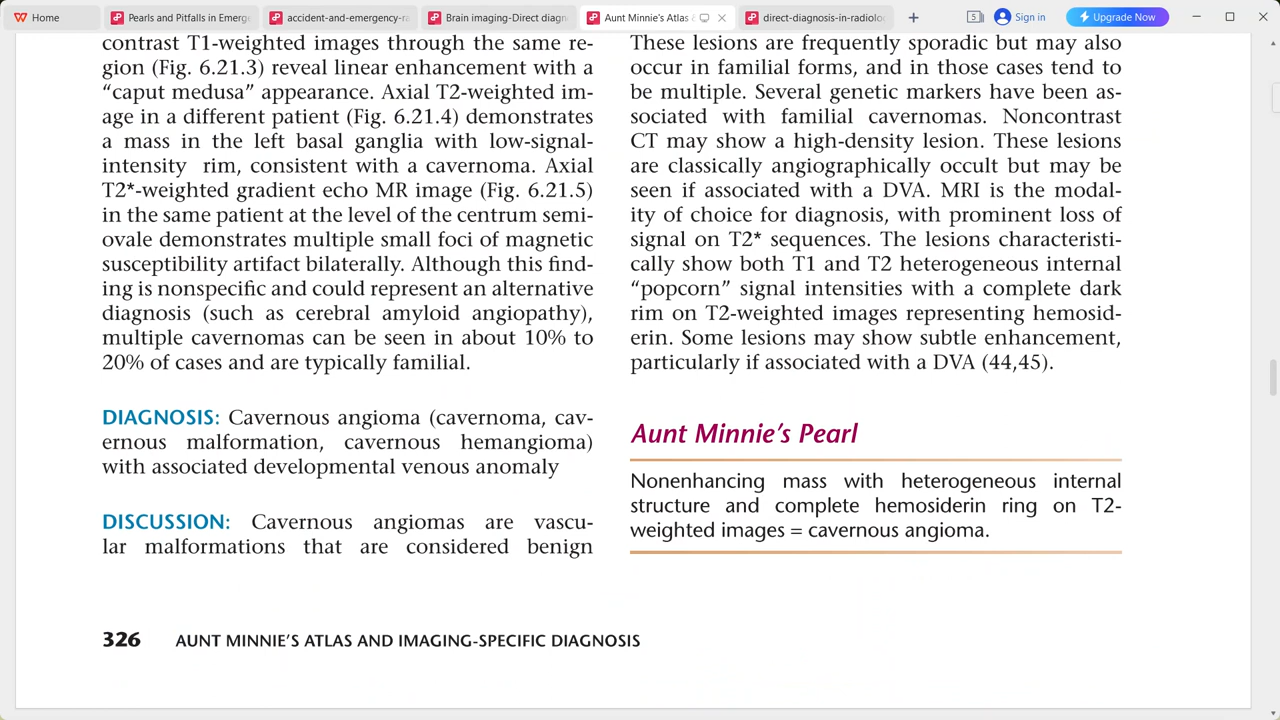 Home
Pearls and Pitfalls in Emerg
accident-and-emergency-ra
Brain imaging-Direct diagn
Aunt Minnie's Atlas &
direct-diagnosis-in-radiolog
5
Sign in
Upgrade Now
contrast T1-weighted images through the same re-
gion (Fig. 6.21.3) reveal linear enhancement with a
“caput medusa” appearance. Axial T2-weighted im-
age in a different patient (Fig. 6.21.4) demonstrates
a mass in the left basal ganglia with low-signal-
intensity rim, consistent with a cavernoma. Axial
T2*-weighted gradient echo MR image (Fig. 6.21.5)
in the same patient at the level of the centrum semi-
ovale demonstrates multiple small foci of magnetic
susceptibility artifact bilaterally. Although this find-
ing is nonspecific and could represent an alternative
diagnosis (such as cerebral amyloid angiopathy),
multiple cavernomas can be seen in about 10% to
20% of cases and are typically familial.
DIAGNOSIS: Cavernous angioma (cavernoma, cav-
ernous malformation, cavernous hemangioma)
with associated developmental venous anomaly
DISCUSSION: Cavernous angiomas are vascu-
lar malformations that are considered benign
These lesions are frequently sporadic but may also
occur in familial forms, and in those cases tend to
be multiple. Several genetic markers have been as-
sociated with familial cavernomas. Noncontrast
CT may show a high-density lesion. These lesions
are classically angiographically occult but may be
seen if associated with a DVA. MRI is the modal-
ity of choice for diagnosis, with prominent loss of
signal on T2* sequences. The lesions characteristi-
cally show both T1 and T2 heterogeneous internal
“popcorn” signal intensities with a complete dark
rim on T2-weighted images representing hemosid-
erin. Some lesions may show subtle enhancement,
particularly if associated with a DVA (44,45).
Aunt Minnie's Pearl
Nonenhancing mass with heterogeneous internal
structure and complete hemosiderin ring on T2-
weighted images = cavernous angioma.
326 AUNT MINNIE'S ATLAS AND IMAGING-SPECIFIC DIAGNOSIS